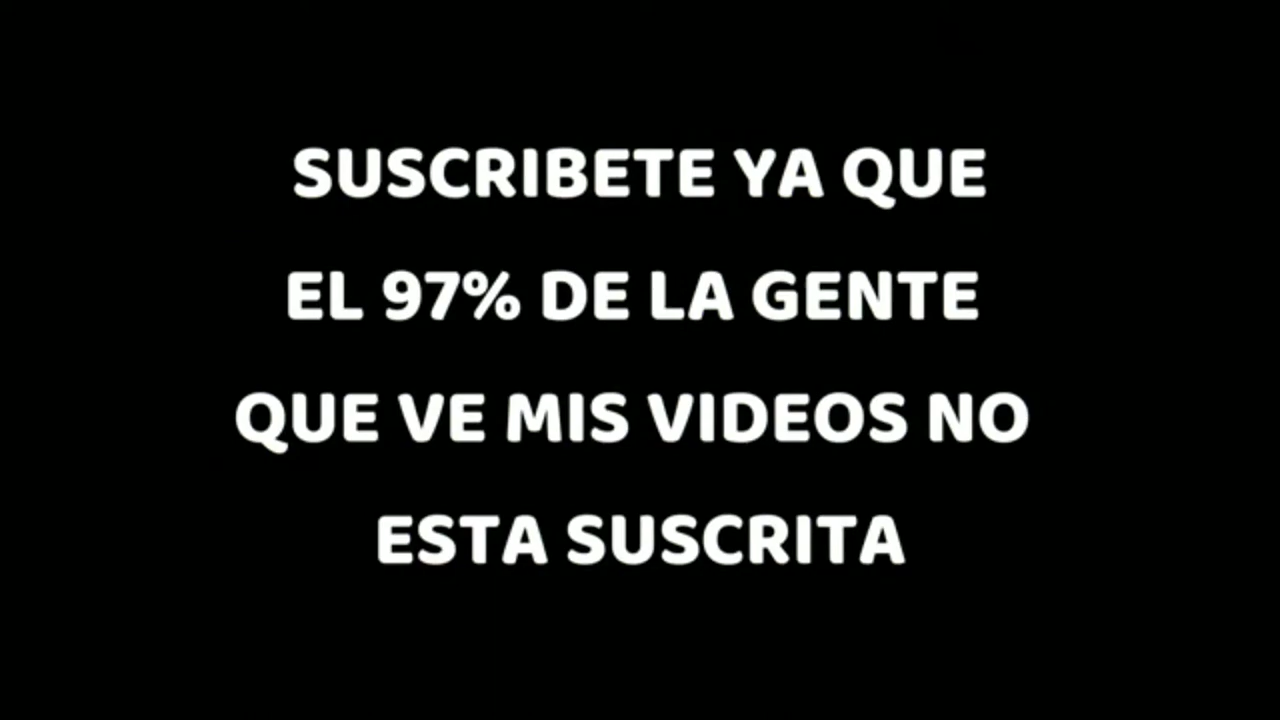 SUSCRIBETE YA QUE
EL 97% DE LA GENTE
QUE VE MIS VIDEOS NO
ESTA SUSCRITA